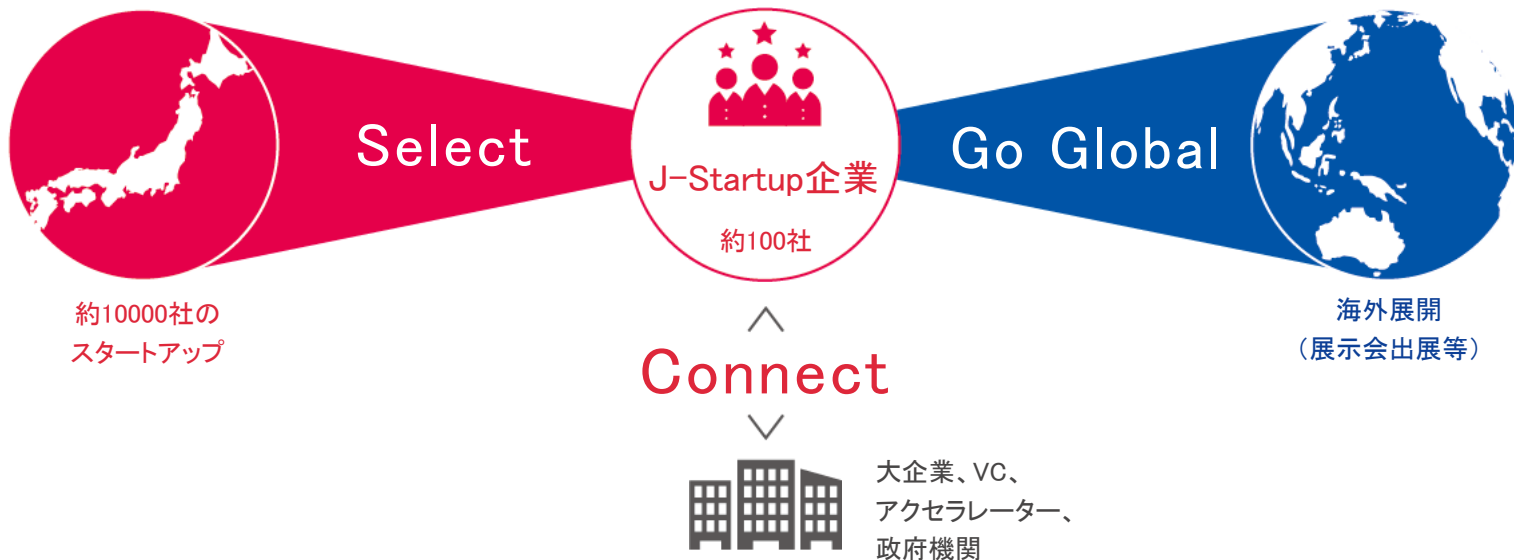 Select
J-Startup企業
約100社
Go Global
約10000社の
スタートアップ
海外展開
（展示会出展等）
Connect
大企業、VC、
アクセラレーター、
政府機関